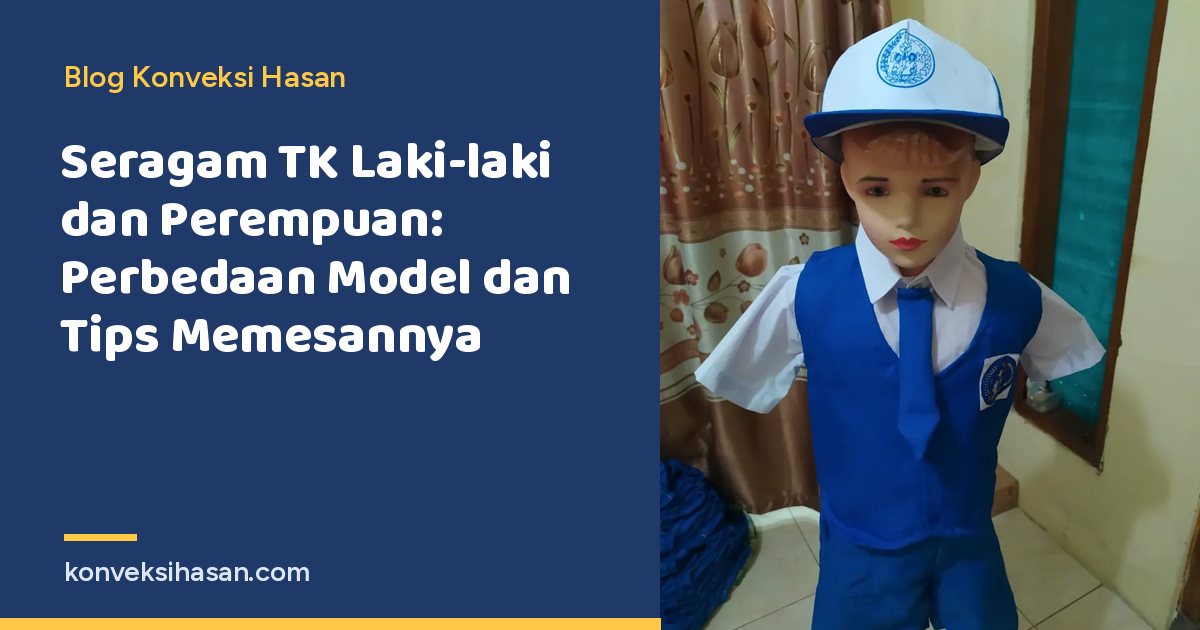 Blog Konveksi Hasan
Seragam TK Laki-laki
dan Perempuan:
Perbedaan Model dan
Tips Memesannya
konveksihasan.com